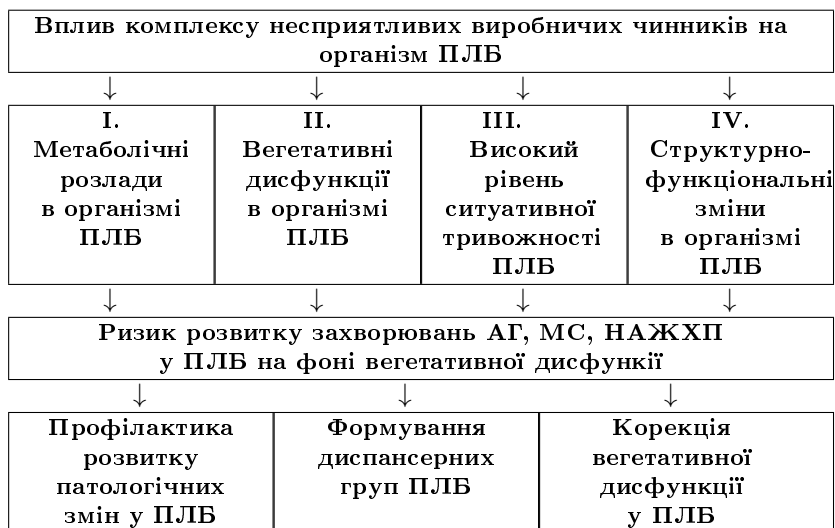 Вплив комплексу несприятливих виробничих чинників на
організм ПЛБ
↓ ↓ ↓ ↓
I.
Метаболічні
розлади
в організмі
ПЛБ
II.
Вегетативні
дисфункції
в організмі
ПЛБ
III.
Високий
рівень
ситуативної
тривожності
ПЛБ
IV.
Структурно-
функціональні
зміни
в організмі
ПЛБ
↓ ↓ ↓ ↓
Ризик розвитку захворювань АГ, МС, НАЖХП
у ПЛБ на фоні вегетативної дисфункії
↓ ↓ ↓
Профілактика
розвитку
патологічних
змін у ПЛБ
Формування
диспансерних
груп ПЛБ
Корекція
вегетативної
дисфункції
у ПЛБ